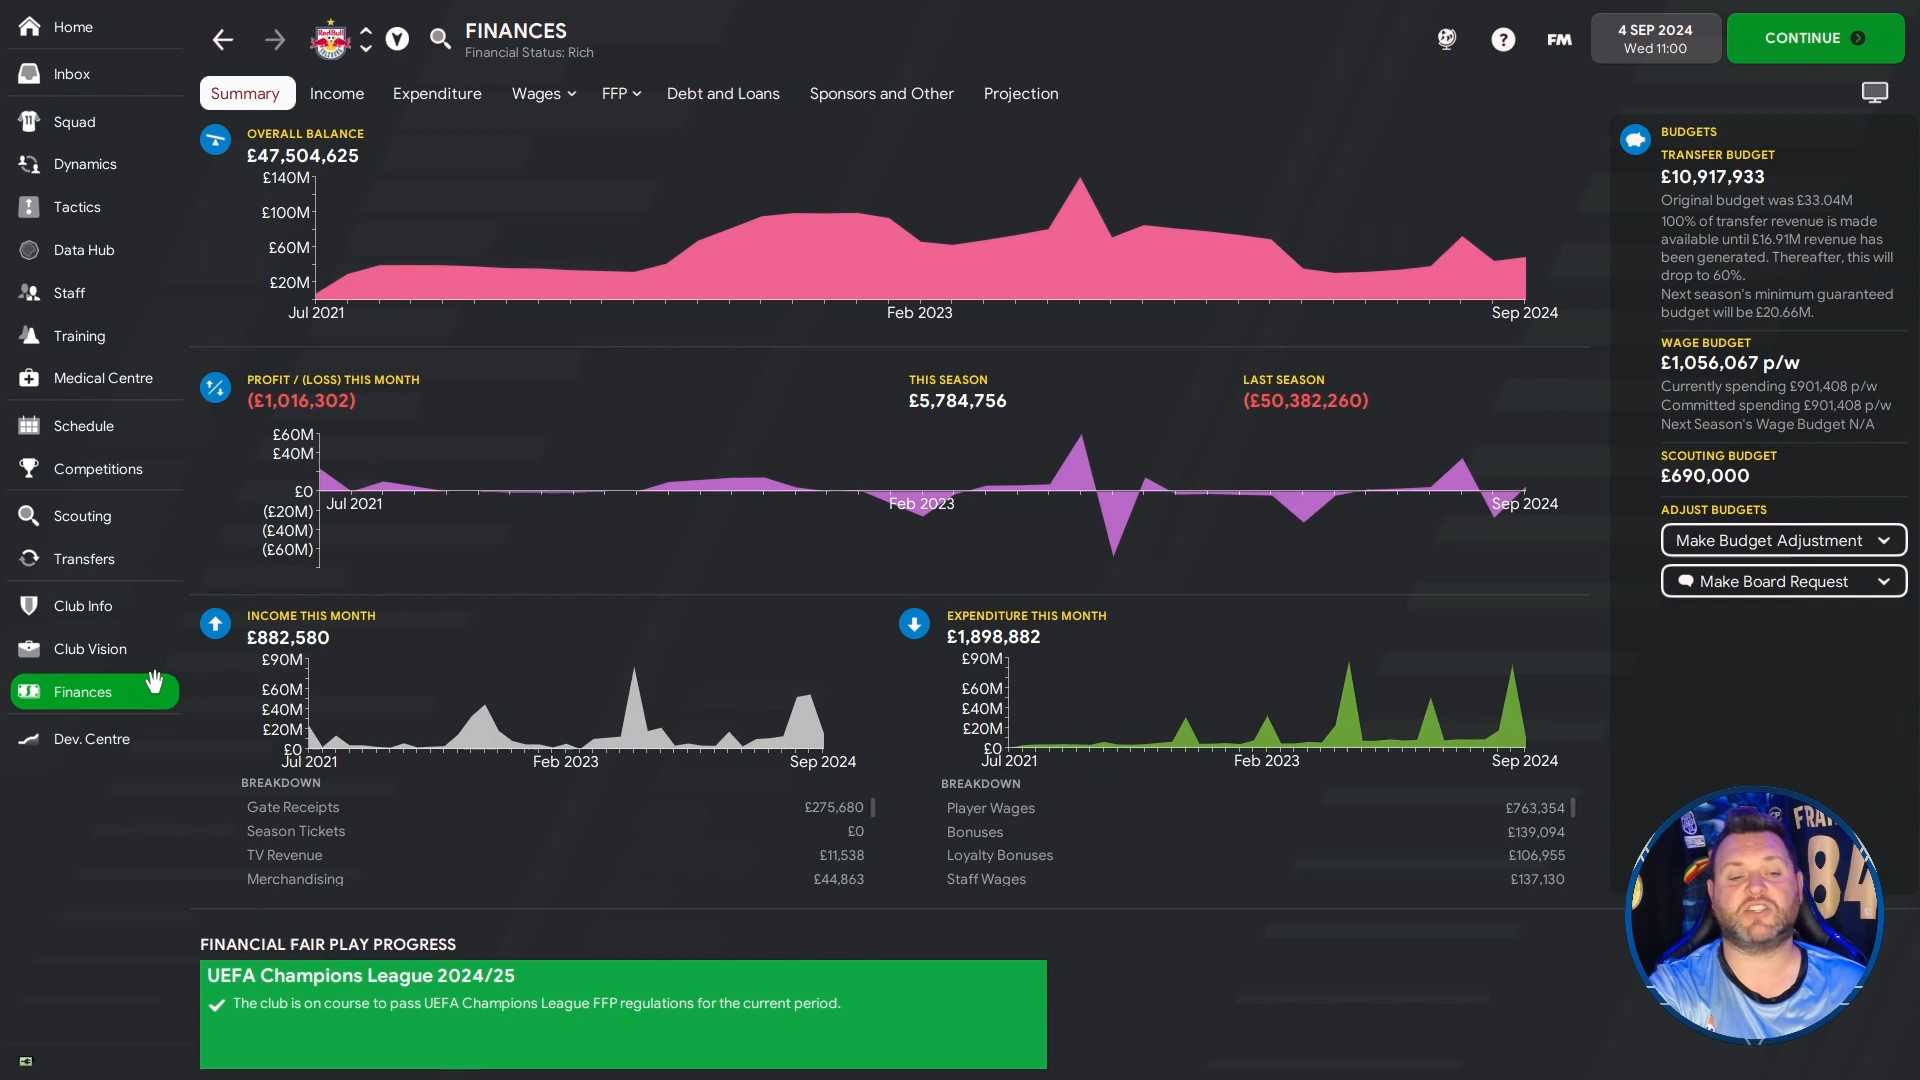 Home
Inbox
Squad
Dynamics
Tactics
Data Hub
Staff
Training
Medical Centre
Schedule
Competitions
Scouting
Transfers
Club Info
Club Vision
Finances
Dev. Centre
FINANCES
Financial Status: Rich
FM
4 SEP 2024
Wed 11:00
CONTINUE
Summary
Income
Expenditure
Wages
FFP
Debt and Loans
Sponsors and Other
Projection
OVERALL BALANCE
£47,504,625
£140M
£100M
£60M
£20M
Jul 2021
Feb 2023
Sep 2024
PROFIT / (LOSS) THIS MONTH
(£1,016,302)
THIS SEASON
£5,784,756
LAST SEASON
(£50,382,260)
£60M
£40M
£0
(£20M)
(£40M)
(£60M)
Jul 2021
Feb 2023
Sep 2024
INCOME THIS MONTH
£882,580
£90M
£60M
£40M
£20M
£0
Jul 2021
Feb 2023
Sep 2024
BREAKDOWN
Gate Receipts £275,680
Season Tickets £0
TV Revenue £11,538
Merchandising £44,863
EXPENDITURE THIS MONTH
£1,898,882
£90M
£60M
£40M
£20M
£0
Jul 2021
Feb 2023
Sep 2024
BREAKDOWN
Player Wages £763,354
Bonuses £139,094
Loyalty Bonuses £106,955
Staff Wages £137,130
FINANCIAL FAIR PLAY PROGRESS
UEFA Champions League 2024/25
The club is on course to pass UEFA Champions League FFP regulations for the current period.
BUDGETS
TRANSFER BUDGET
£10,917,933
Original budget was £33.04M
100% of transfer revenue is made
available until £16.91M revenue has
been generated. Thereafter, this will
drop to 60%.
Next season's minimum guaranteed
budget will be £20.66M.
WAGE BUDGET
£1,056,067 p/w
Currently spending £901,408 p/w
Committed spending £901,408 p/w
Next Season's Wage Budget N/A
SCOUTING BUDGET
£690,000
ADJUST BUDGETS
Make Budget Adjustment
Make Board Request
84